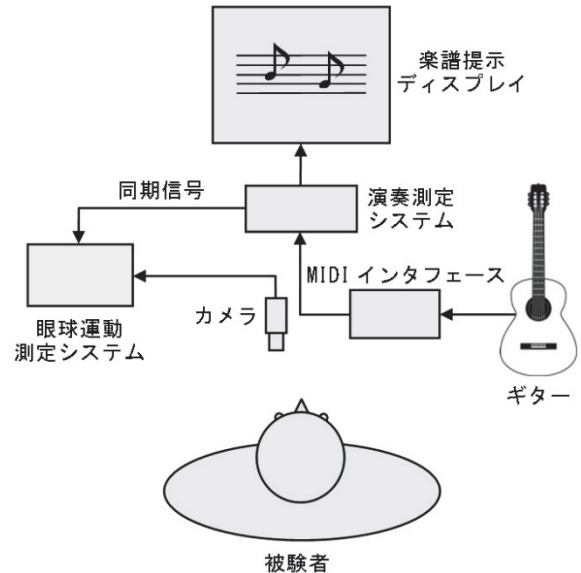 楽譜提示
ディスプレイ
同期信号
演奏測定
システム
MIDI インタフェース
カメラ
眼球運動
測定システム
ギター
被験者